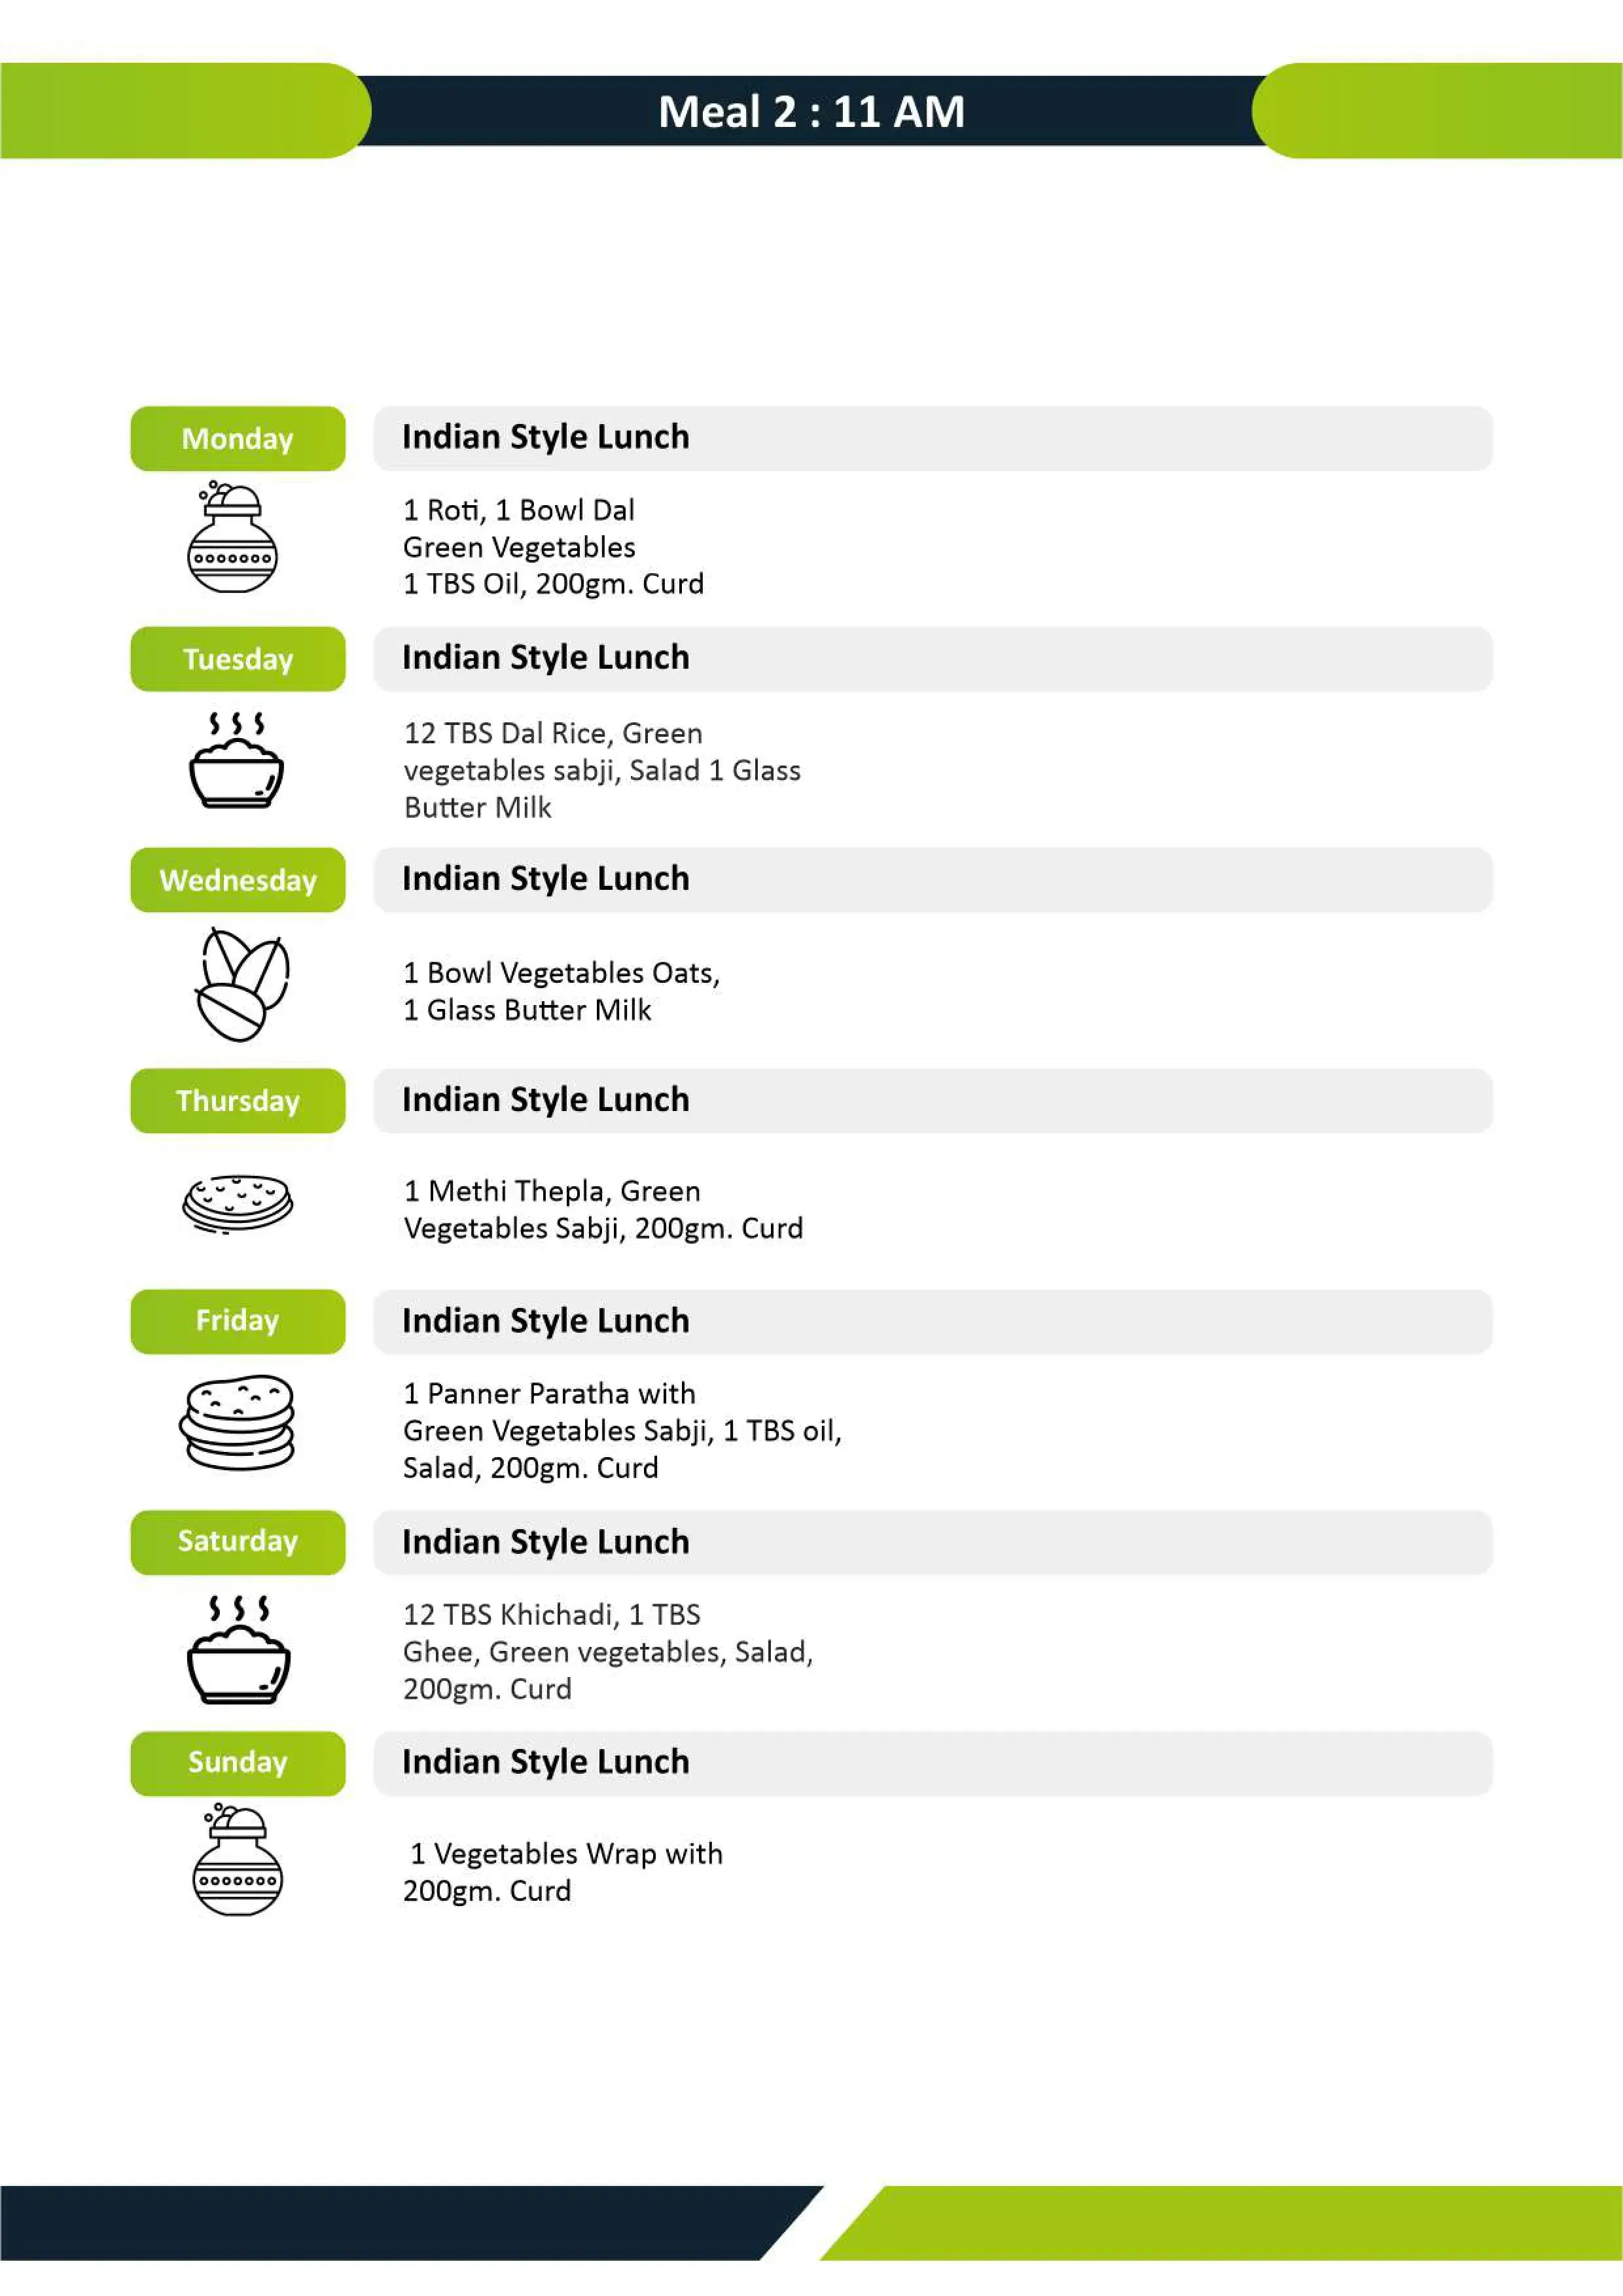 Meal 2 : 11 AM
Monday
Indian Style Lunch
1 Roti, 1 Bowl Dal
Green Vegetables
1 TBS Oil, 200gm. Curd
Tuesday
Indian Style Lunch
12 TBS Dal Rice, Green
vegetables sabji, Salad 1 Glass
Butter Milk
Wednesday
Indian Style Lunch
1 Bowl Vegetables Oats,
1 Glass Butter Milk
Thursday
Indian Style Lunch
1 Methi Thepla, Green
Vegetables Sabji, 200gm. Curd
Friday
Indian Style Lunch
1 Panner Paratha with
Green Vegetables Sabji, 1 TBS oil,
Salad, 200gm. Curd
Saturday
Indian Style Lunch
12 TBS Khichadi, 1 TBS
Ghee, Green vegetables, Salad,
200gm. Curd
Sunday
Indian Style Lunch
1 Vegetables Wrap with
200gm. Curd